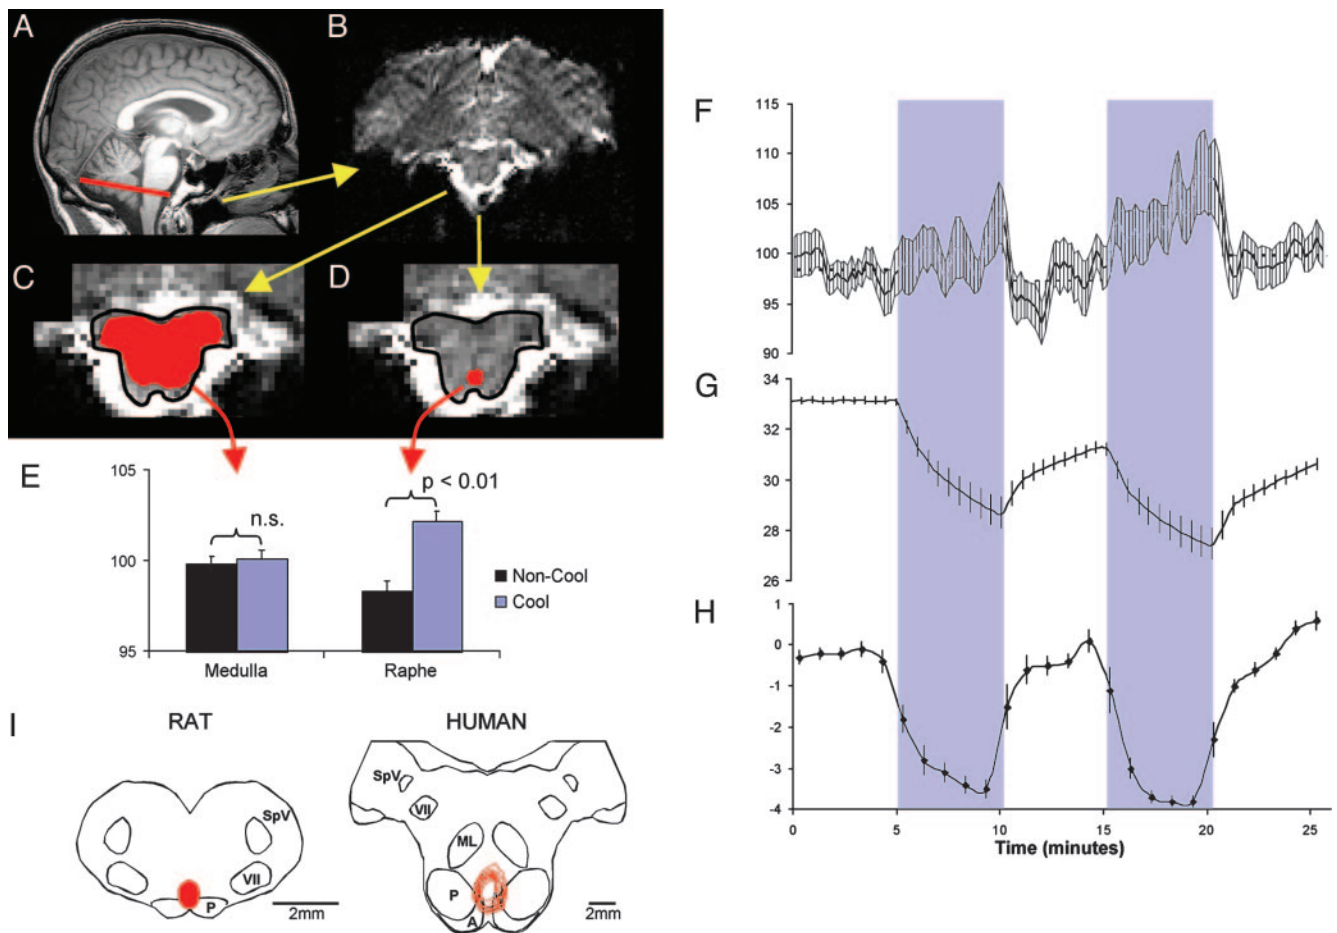 A
B
C
D
E
105
100
95
n.s.
p < 0.01
Non-Cool
Cool
Medulla
Raphe
F
115
110
105
100
95
90
G
34
32
30
28
26
H
1
0
-1
-2
-3
-4
0
5
10
15
20
25
Time (minutes)
I
RAT
SpV
VII
P
2mm
HUMAN
SpV
VII
ML
P
A
2mm